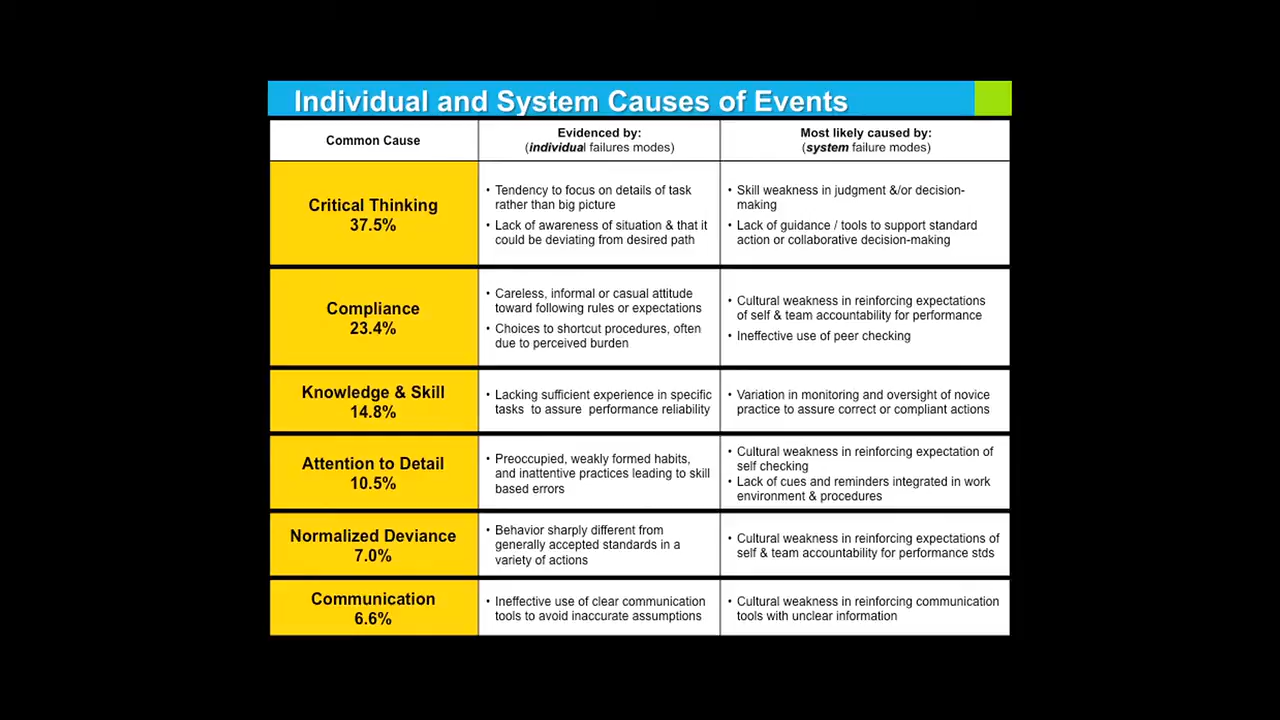 Individual and System Causes of Events
Common Cause
Evidenced by:
(individual failures modes)
Most likely caused by:
(system failure modes)
Critical Thinking
37.5%
• Tendency to focus on details of task
rather than big picture
• Lack of awareness of situation & that it
could be deviating from desired path
• Skill weakness in judgment &/or decision-
making
• Lack of guidance / tools to support standard
action or collaborative decision-making
Compliance
23.4%
• Careless, informal or casual attitude
toward following rules or expectations
• Choices to shortcut procedures, often
due to perceived burden
• Cultural weakness in reinforcing expectations
of self & team accountability for performance
• Ineffective use of peer checking
Knowledge & Skill
14.8%
• Lacking sufficient experience in specific
tasks to assure performance reliability
• Variation in monitoring and oversight of novice
practice to assure correct or compliant actions
Attention to Detail
10.5%
• Preoccupied, weakly formed habits,
and inattentive practices leading to skill
based errors
• Cultural weakness in reinforcing expectation of
self checking
• Lack of cues and reminders integrated in work
environment & procedures
Normalized Deviance
7.0%
• Behavior sharply different from
generally accepted standards in a
variety of actions
• Cultural weakness in reinforcing expectations of
self & team accountability for performance stds
Communication
6.6%
• Ineffective use of clear communication
tools to avoid inaccurate assumptions
• Cultural weakness in reinforcing communication
tools with unclear information